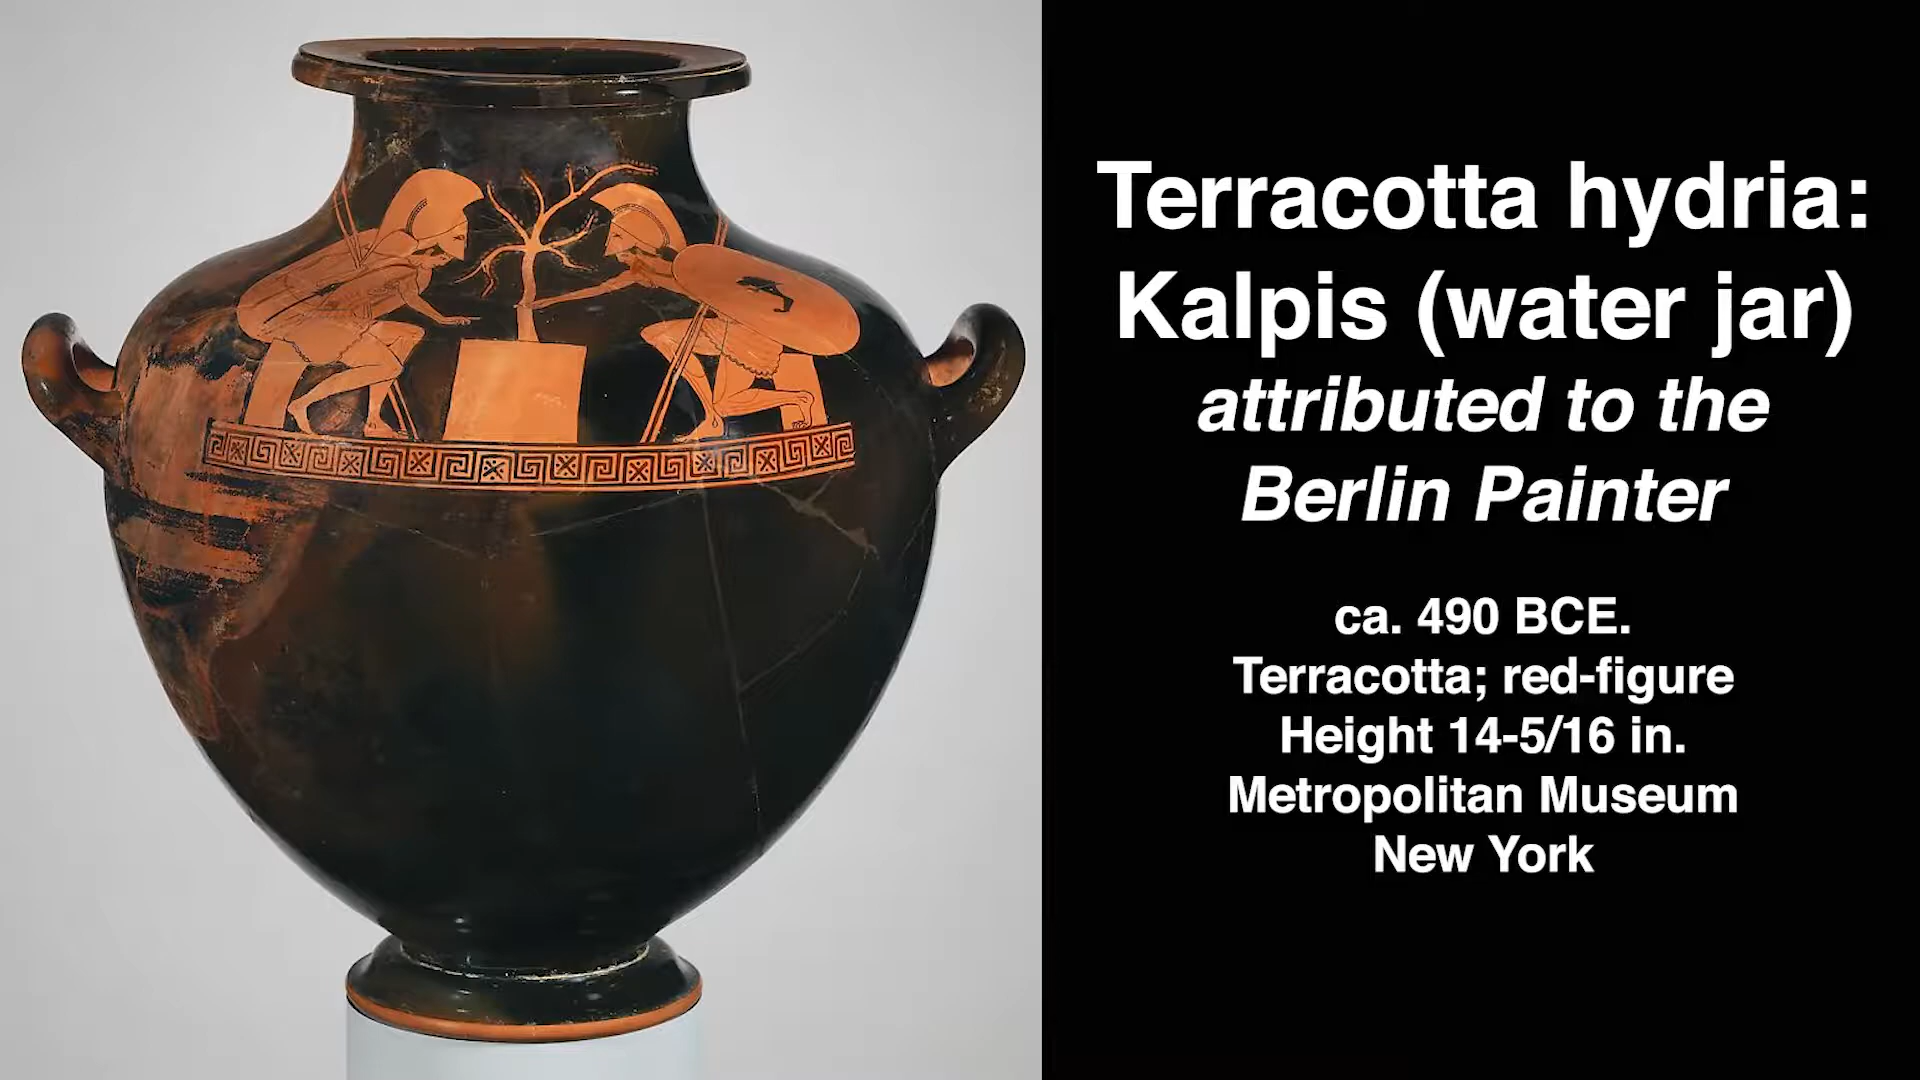 Terracotta hydria:
Kalpis (water jar)
attributed to the
Berlin Painter
ca. 490 BCE.
Terracotta; red-figure
Height 14-5/16 in.
Metropolitan Museum
New York